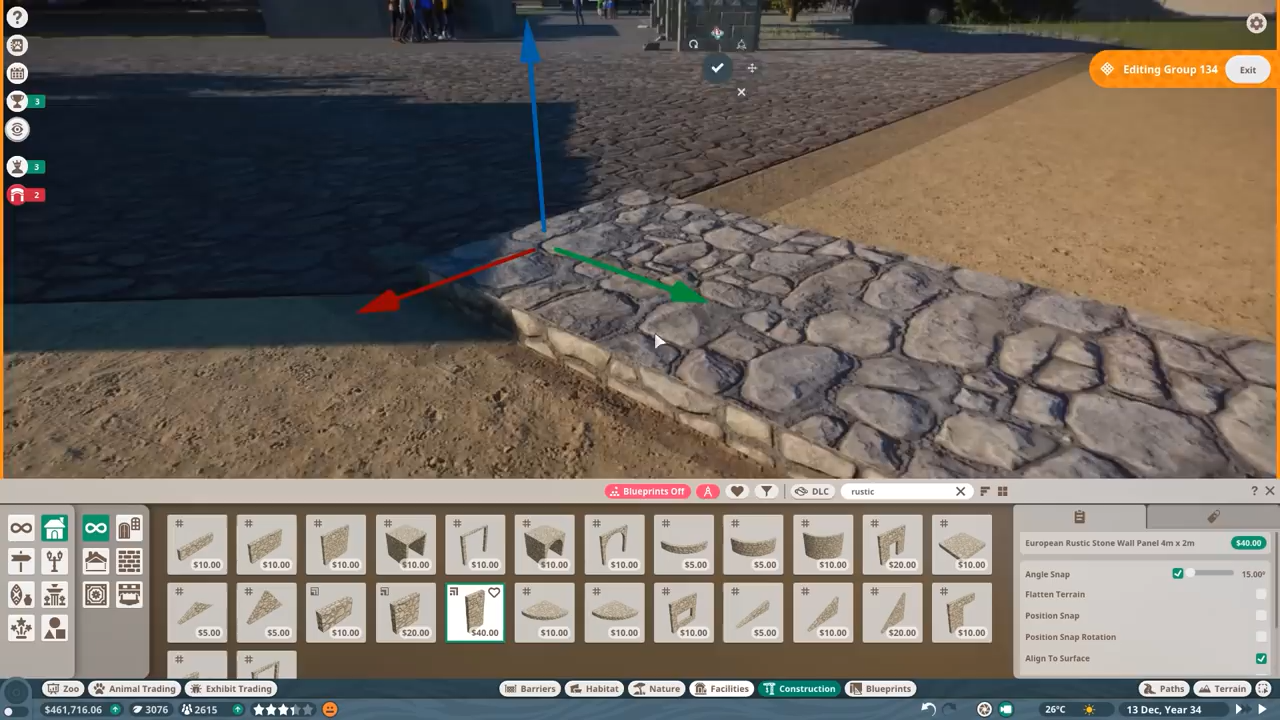 ?
3
3
2
Editing Group 134
Exit
Blueprints Off
DLC
rustic
?
$10.00 $10.00 $10.00 $10.00 $10.00 $10.00 $10.00 $5.00 $5.00 $10.00 $20.00 $10.00
$5.00 $5.00 $10.00 $20.00 $40.00 $10.00 $10.00 $10.00 $5.00 $10.00 $20.00 $10.00
European Rustic Stone Wall Panel 4m x 2m $40.00
Angle Snap 15.00°
Flatten Terrain
Position Snap
Position Snap Rotation
Align To Surface
Zoo Animal Trading Exhibit Trading Barriers Habitat Nature Facilities Construction Blueprints Paths Terrain
$461,716.06 3076 2615 26°C 13 Dec, Year 34